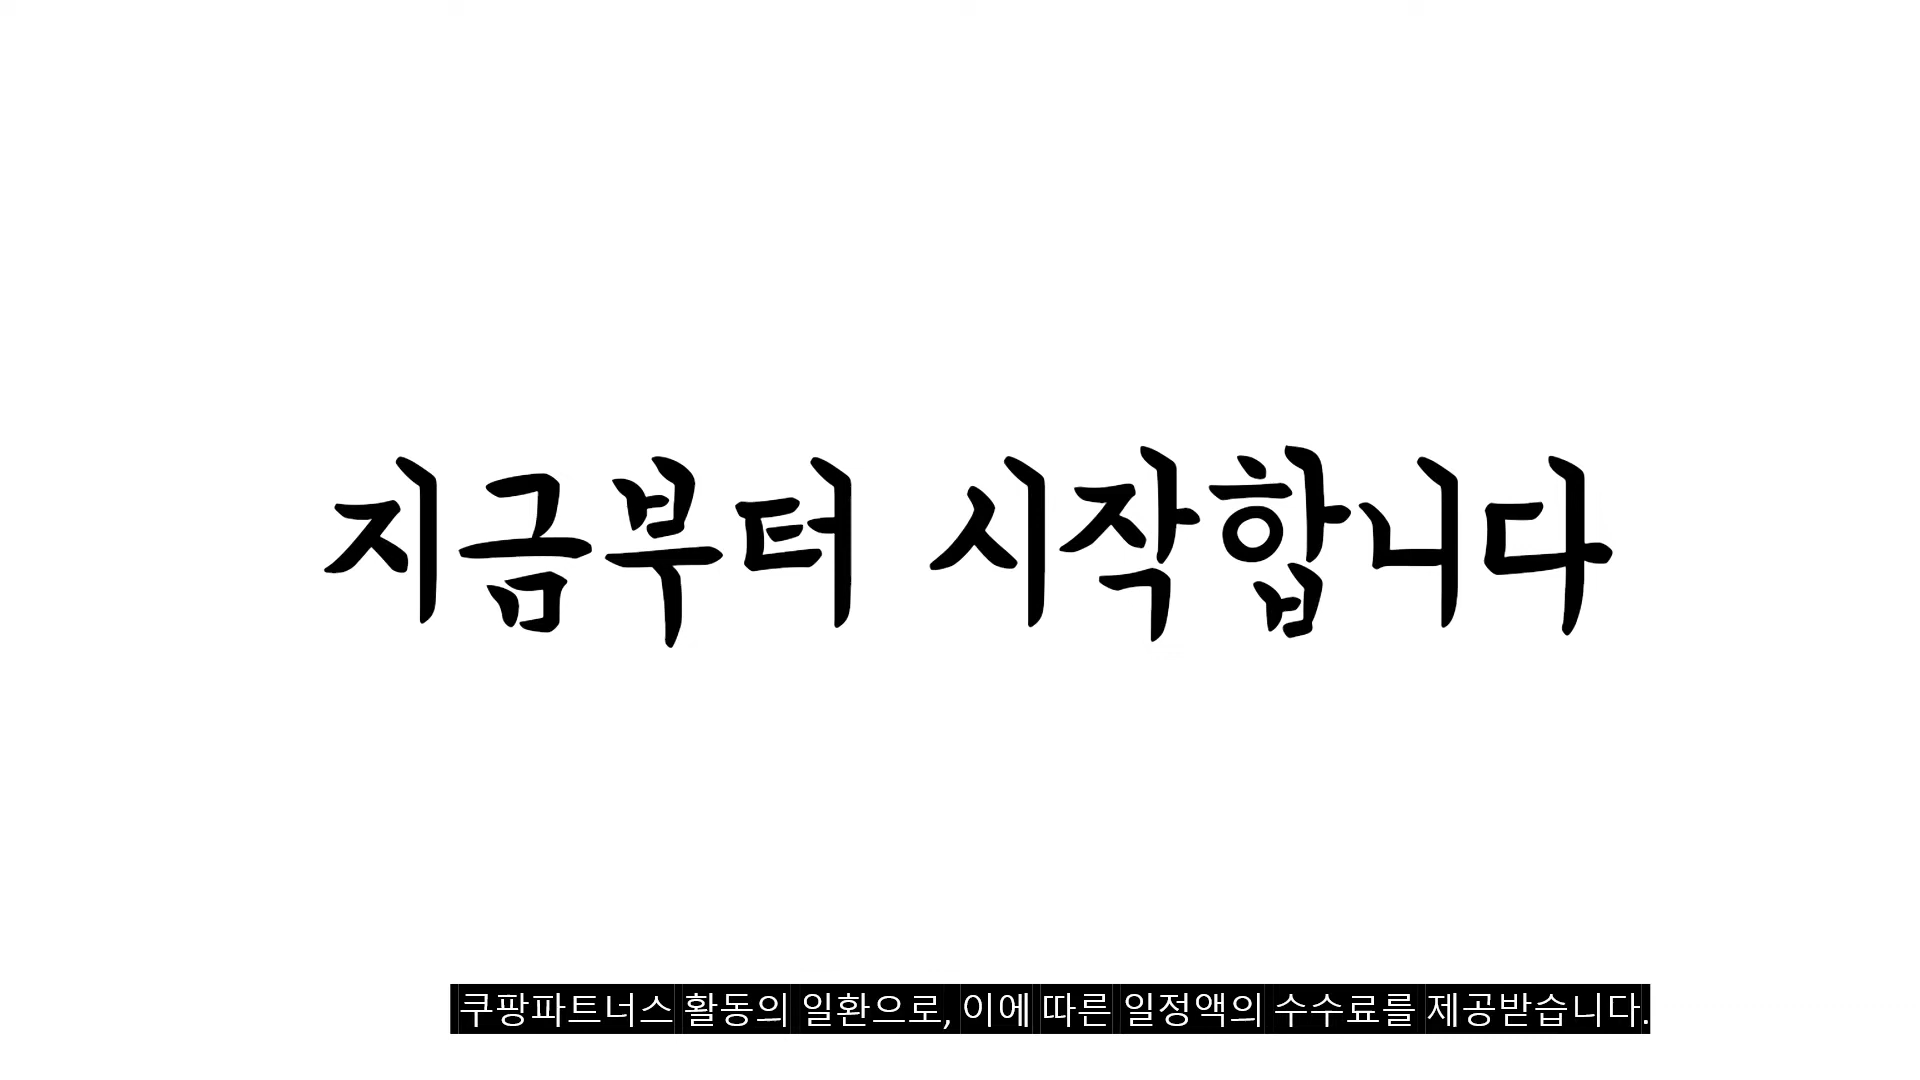 지금부터 시작합니다
쿠팡파트너스 활동의 일환으로, 이에 따른 일정액의 수수료를 제공받습니다.